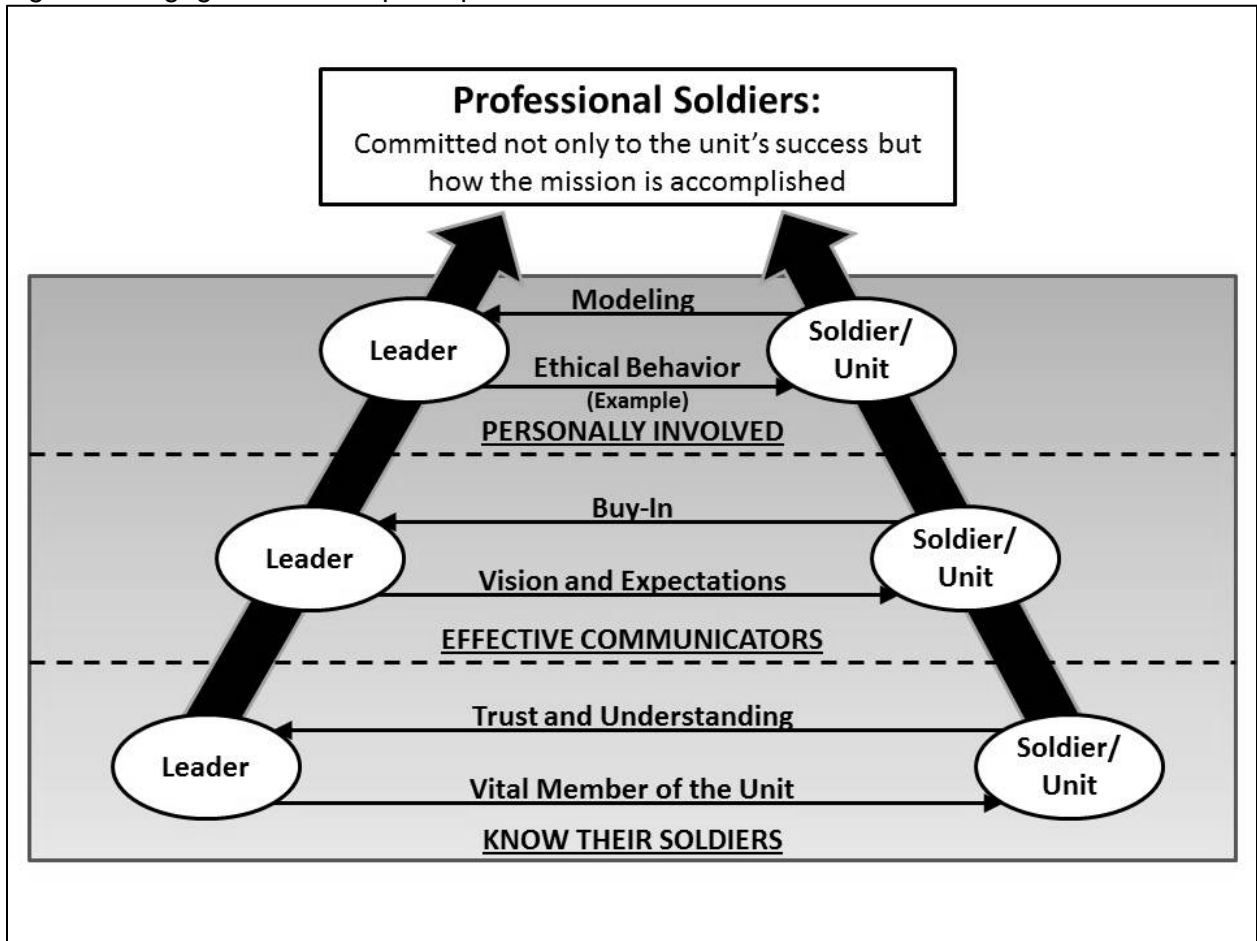 Professional Soldiers:
Committed not only to the unit's success but
how the mission is accomplished
Modeling
Leader
Soldier/
Unit
Ethical Behavior
(Example)
PERSONALLY INVOLVED
Buy-In
Leader
Soldier/
Unit
Vision and Expectations
EFFECTIVE COMMUNICATORS
Trust and Understanding
Leader
Soldier/
Unit
Vital Member of the Unit
KNOW THEIR SOLDIERS